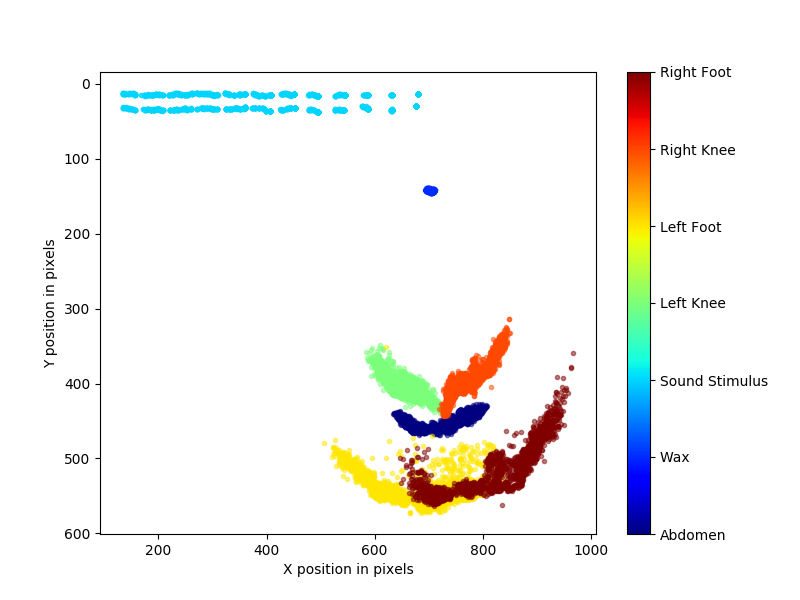 0
100
200
300
400
500
600
Y position in pixels
200
400
600
800
1000
X position in pixels
Right Foot
Right Knee
Left Foot
Left Knee
Sound Stimulus
Wax
Abdomen